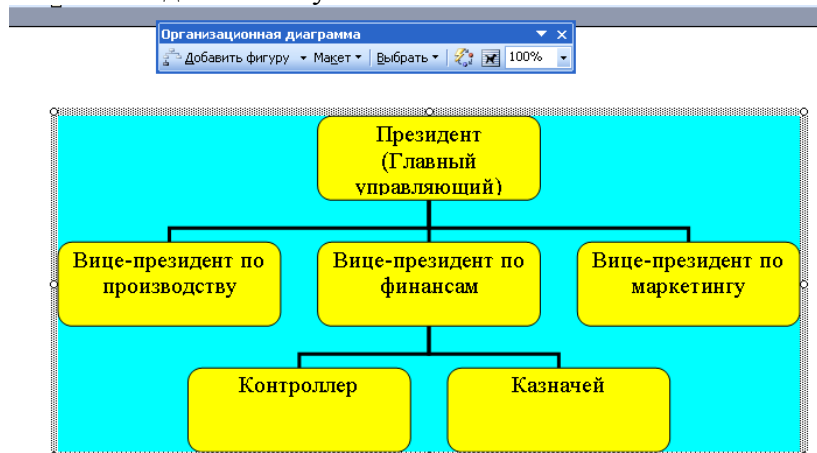 Организационная диаграмма
Добавить фигуру Макет Выбрать 100%
Президент
(Главный
управляющий)
Вице-президент по
производству
Вице-президент по
финансам
Вице-президент по
маркетингу
Контроллер
Казначей